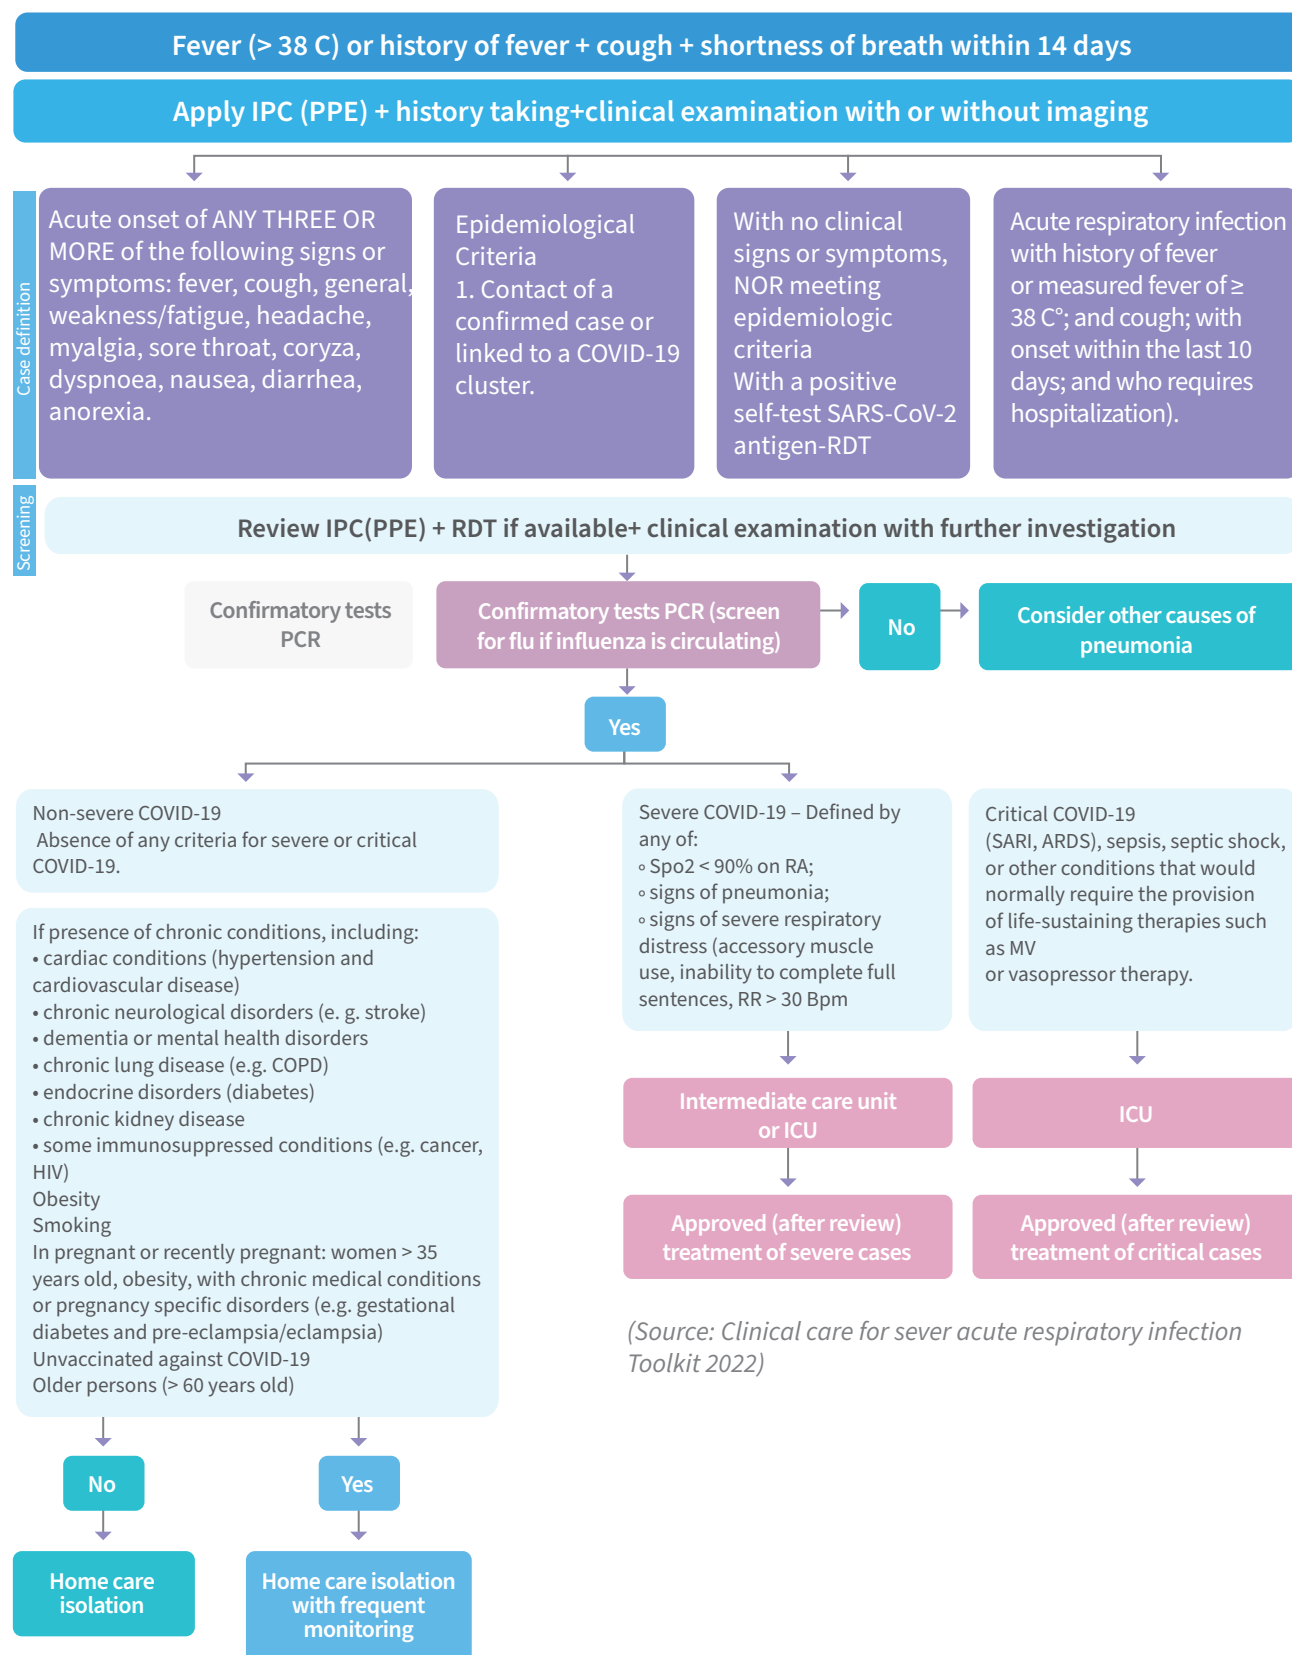 Fever (> 38 C) or history of fever + cough + shortness of breath within 14 days
Apply IPC (PPE) + history taking+clinical examination with or without imaging
Case definition
Acute onset of ANY THREE OR
MORE of the following signs or
symptoms: fever, cough, general,
weakness/fatigue, headache,
myalgia, sore throat, coryza,
dyspnoea, nausea, diarrhea,
anorexia.
Epidemiological
Criteria
1. Contact of a
confirmed case or
linked to a COVID-19
cluster.
With no clinical
signs or symptoms,
NOR meeting
epidemiologic
criteria
With a positive
self-test SARS-CoV-2
antigen-RDT
Acute respiratory infection
with history of fever
or measured fever of ≥
38 C°; and cough; with
onset within the last 10
days; and who requires
hospitalization).
Screening
Review IPC(PPE) + RDT if available+ clinical examination with further investigation
Confirmatory tests
PCR
Confirmatory tests PCR (screen
for flu if influenza is circulating)
No
Consider other causes of
pneumonia
Yes
Non-severe COVID-19
Absence of any criteria for severe or critical
COVID-19.
If presence of chronic conditions, including:
• cardiac conditions (hypertension and
cardiovascular disease)
• chronic neurological disorders (e. g. stroke)
• dementia or mental health disorders
• chronic lung disease (e.g. COPD)
• endocrine disorders (diabetes)
• chronic kidney disease
• some immunosuppressed conditions (e.g. cancer,
HIV)
Obesity
Smoking
In pregnant or recently pregnant: women > 35
years old, obesity, with chronic medical conditions
or pregnancy specific disorders (e.g. gestational
diabetes and pre-eclampsia/eclampsia)
Unvaccinated against COVID-19
Older persons (> 60 years old)
No
Yes
Home care
isolation
Home care isolation
with frequent
monitoring
Severe COVID-19 – Defined by
any of:
◦ Spo2 < 90% on RA;
◦ signs of pneumonia;
◦ signs of severe respiratory
distress (accessory muscle
use, inability to complete full
sentences, RR > 30 Bpm
Intermediate care unit
or ICU
Approved (after review)
treatment of severe cases
Critical COVID-19
(SARI, ARDS), sepsis, septic shock,
or other conditions that would
normally require the provision
of life-sustaining therapies such
as MV
or vasopressor therapy.
ICU
Approved (after review)
treatment of critical cases
(Source: Clinical care for sever acute respiratory infection
Toolkit 2022)